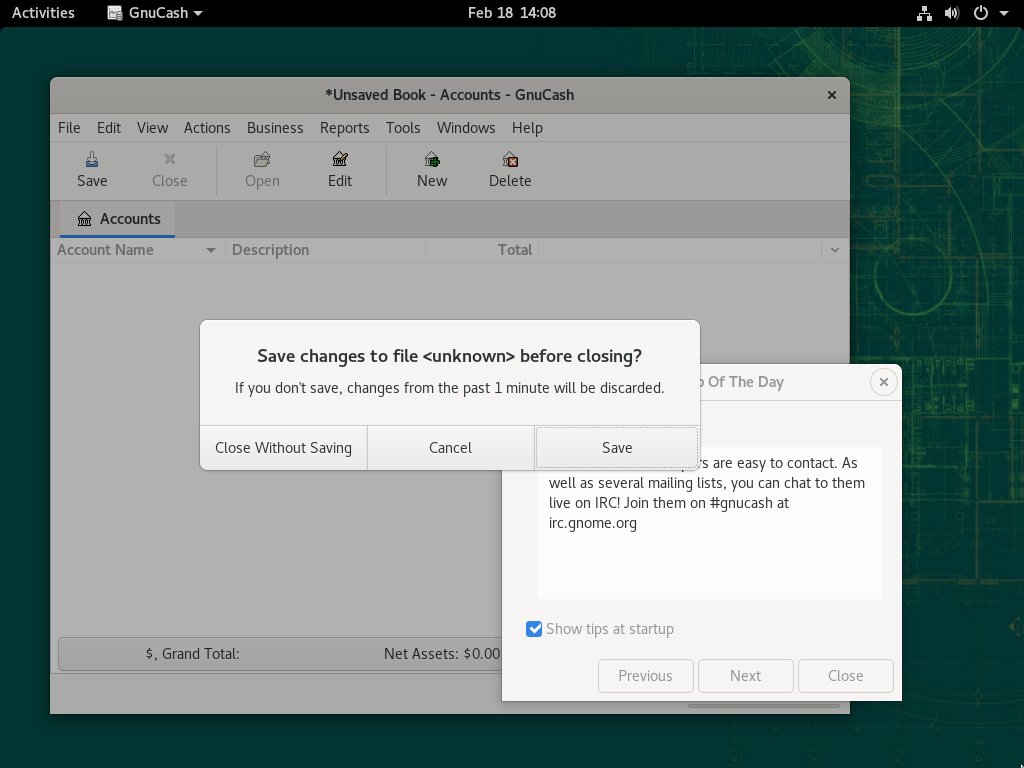 Activities GnuCash Feb 18 14:08
*Unsaved Book - Accounts - GnuCash
File Edit View Actions Business Reports Tools Windows Help
Save Close Open Edit New Delete
Accounts
Account Name Description Total
Save changes to file <unknown> before closing?
If you don't save, changes from the past 1 minute will be discarded.
Close Without Saving Cancel Save
Of The Day
are easy to contact. As
well as several mailing lists, you can chat to them
live on IRC! Join them on #gnucash at
irc.gnome.org
Show tips at startup
$, Grand Total: Net Assets: $0.00
Previous Next Close